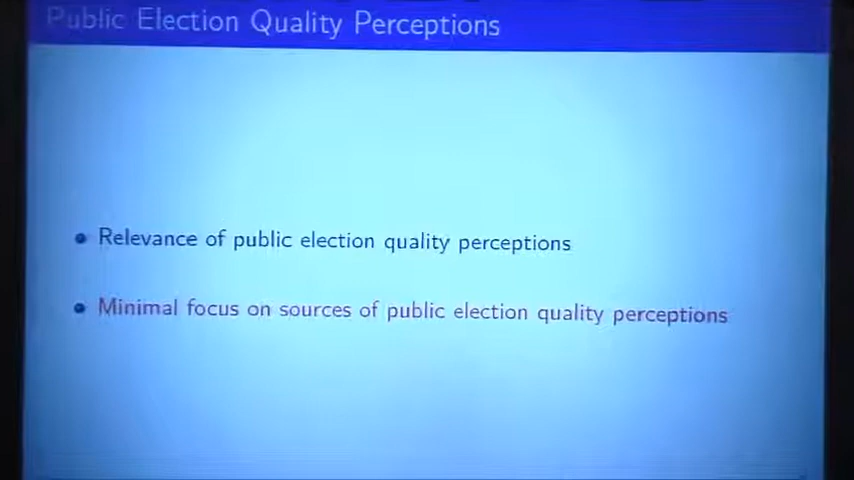 Public Election Quality Perceptions
Relevance of public election quality perceptions
Minimal focus on sources of public election quality perceptions